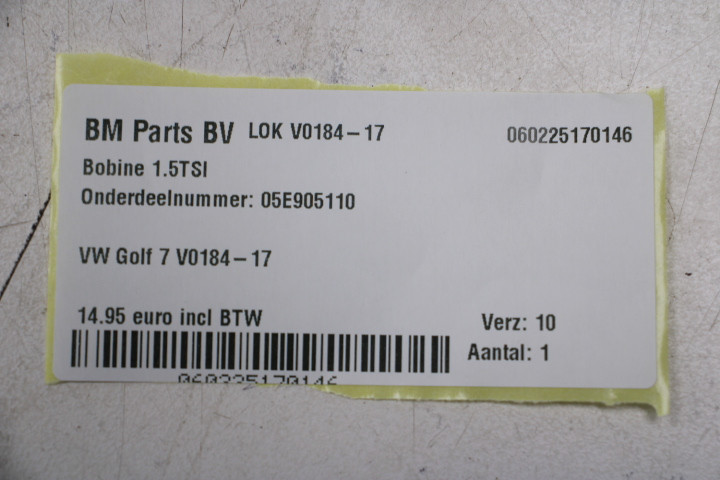 BM Parts BV LOK V0184-17 060225170146
Bobine 1.5TSI
Onderdeelnummer: 05E905110
VW Golf 7 V0184-17
14.95 euro incl BTW Verz: 10
Aantal: 1
060225170146